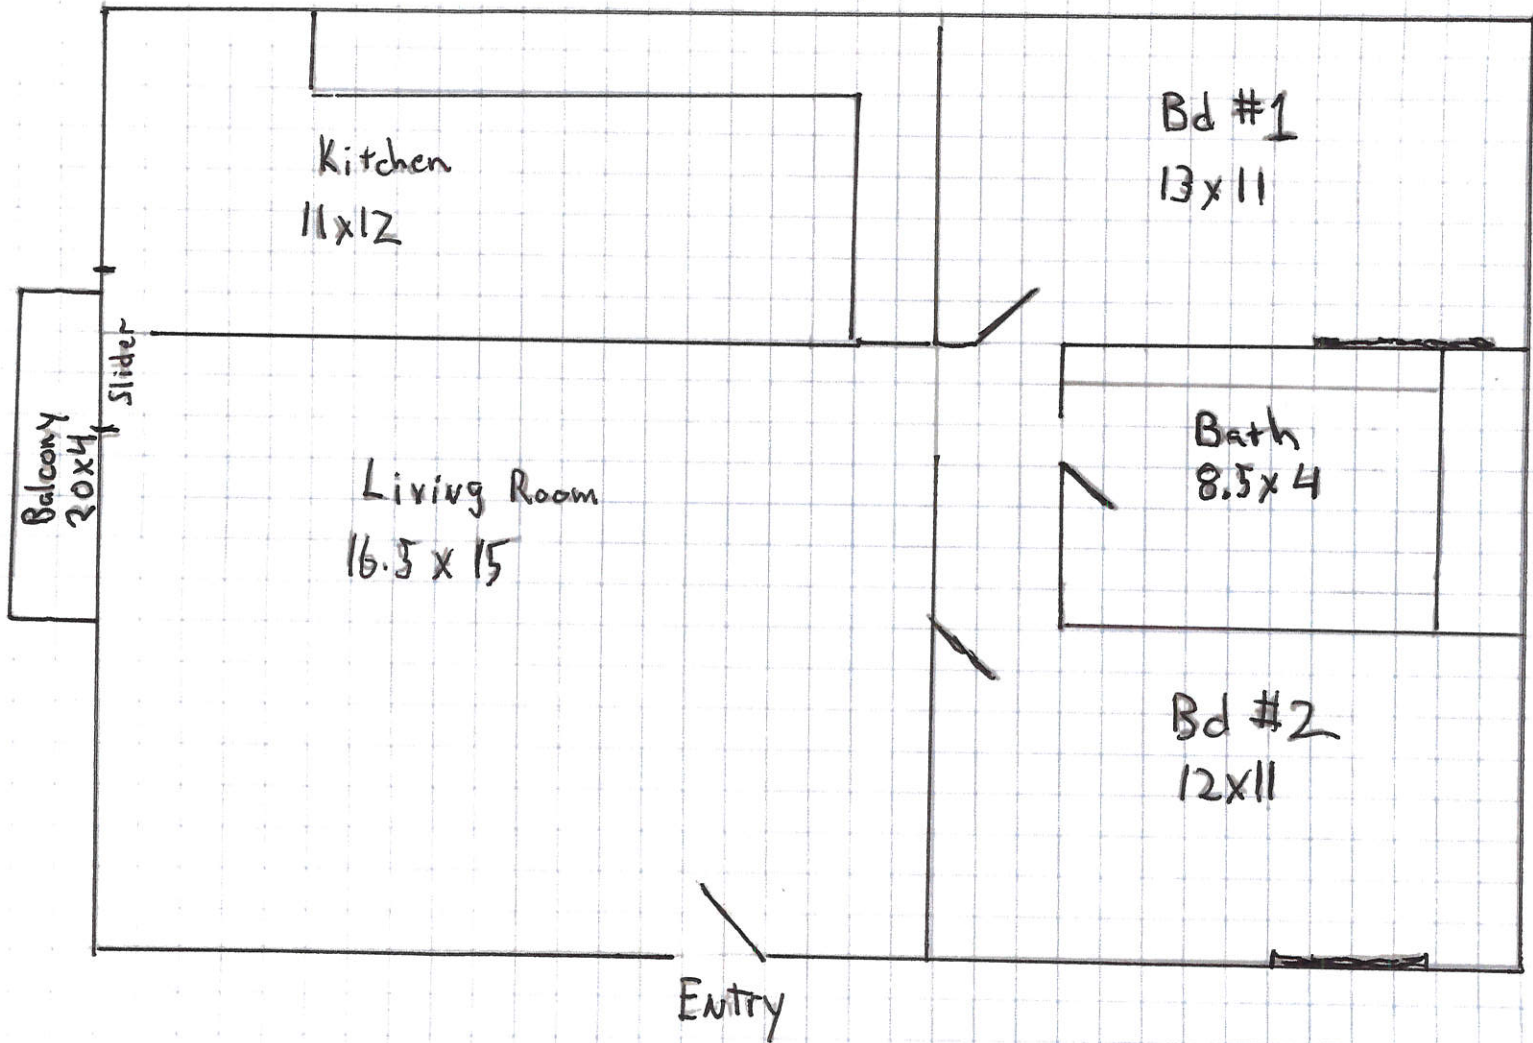 Kitchen
11x12
Bd #1
13x11
Slider
Balcony
20x4
Living Room
16.5 x 15
Bath
8.5x4
Bd #2
12x11
Entry